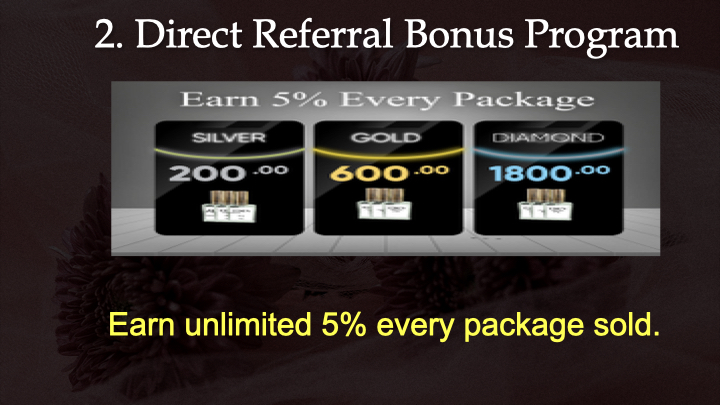 2. Direct Referral Bonus Program
Earn 5% Every Package
SILVER GOLD DIAMOND
200.00 600.00 1800.00
Earn unlimited 5% every package sold.